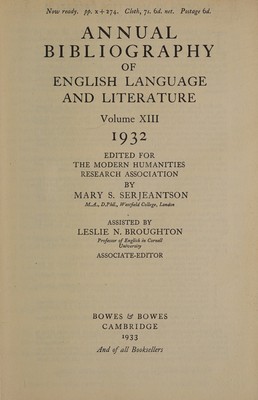 Now ready. pp. x + 274. Cloth, 7s. 6d. net. Postage 6d.
ANNUAL
BIBLIOGRAPHY
OF
ENGLISH LANGUAGE
AND LITERATURE
Volume XIII
1932
EDITED FOR
THE MODERN HUMANITIES
RESEARCH ASSOCIATION
BY
MARY S. SERJEANTSON
M.A., D.Phil., Westfield College, London
ASSISTED BY
LESLIE N. BROUGHTON
Professor of English in Cornell
University
ASSOCIATE-EDITOR
BOWES & BOWES
CAMBRIDGE
1933
And of all Booksellers